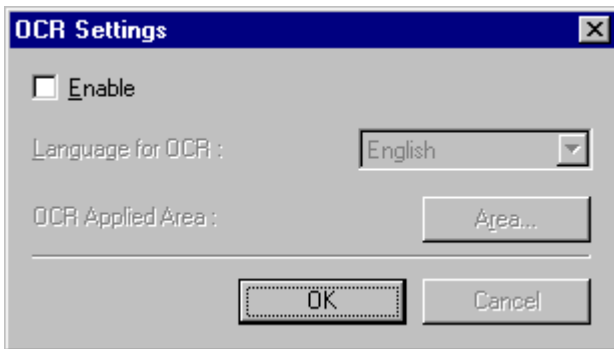 OCR Settings
Enable
Language for OCR : English
OCR Applied Area : Area...
OK Cancel